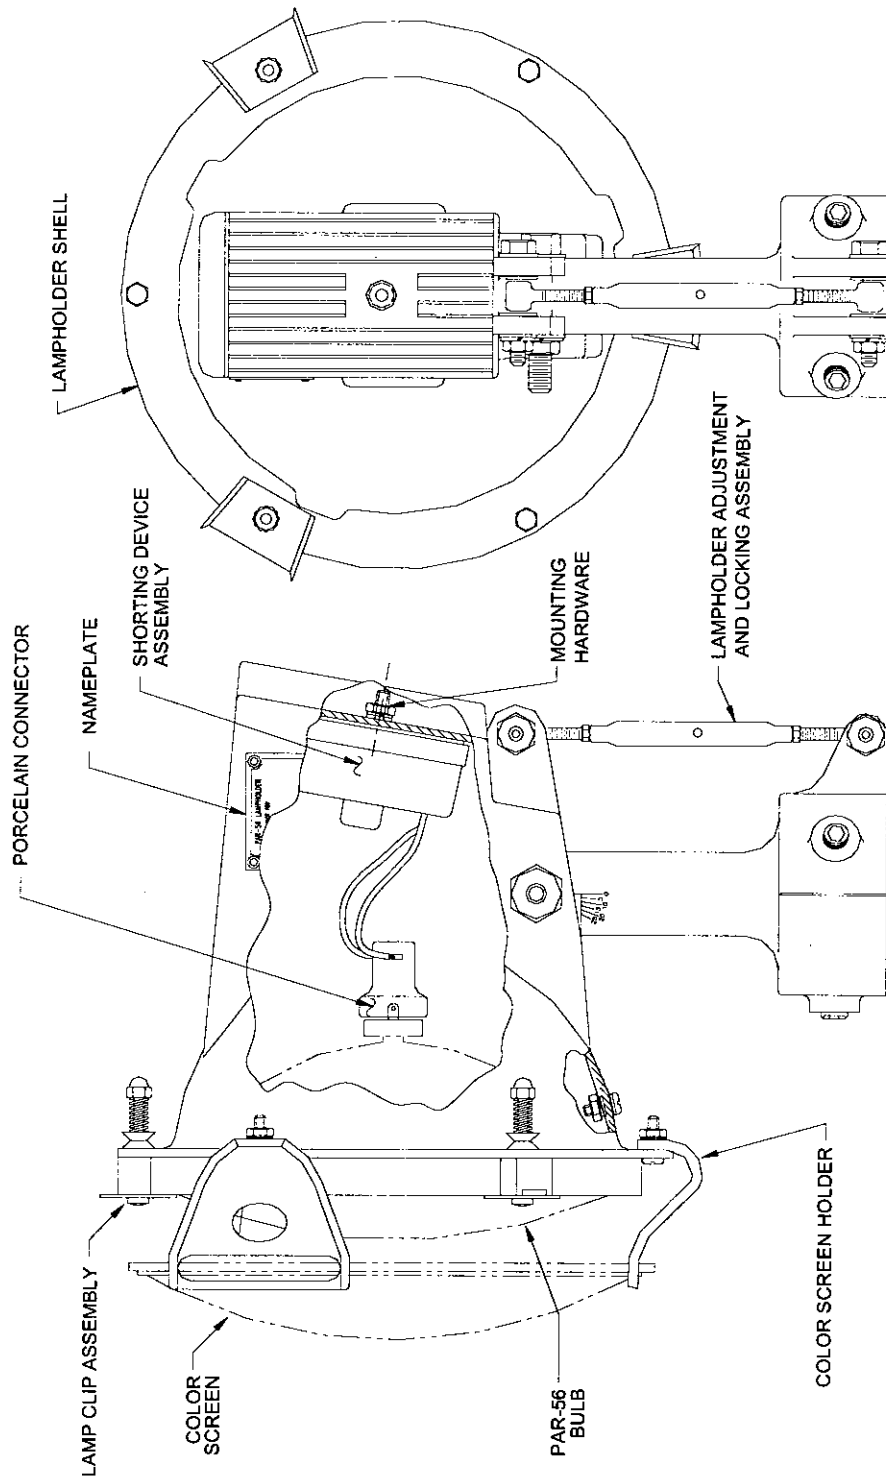 LAMPHOLDER SHELL
PORCELAIN CONNECTOR
NAMEPLATE
SHORTING DEVICE
ASSEMBLY
MOUNTING
HARDWARE
LAMPHOLDER ADJUSTMENT
AND LOCKING ASSEMBLY
LAMP CLIP ASSEMBLY
COLOR
SCREEN
PAR-56
BULB
COLOR SCREEN HOLDER
LAMPHOLDER